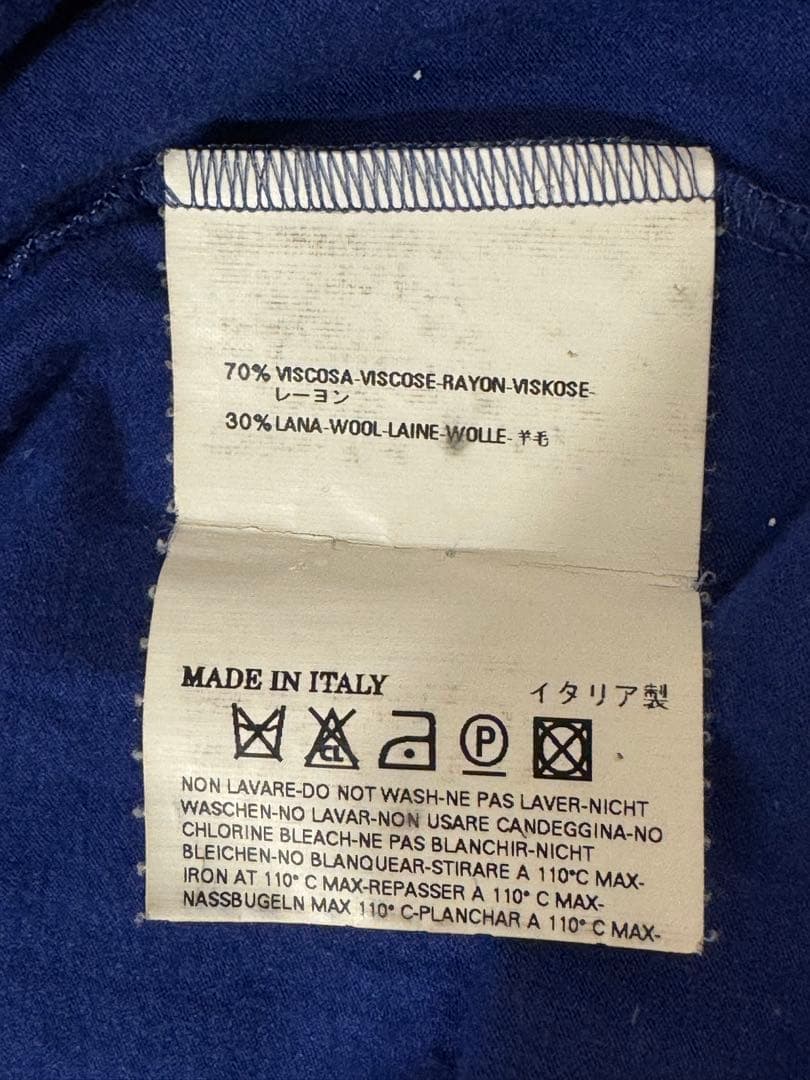 70% VISCOSA-VISCOSE-RAYON-VISKOSE-
レーヨン
30% LANA-WOOL-LAINE-WOLLE-羊毛
MADE IN ITALY イタリア製
CL P
NON LAVARE-DO NOT WASH-NE PAS LAVER-NICHT
WASCHEN-NO LAVAR-NON USARE CANDEGGINA-NO
CHLORINE BLEACH-NE PAS BLANCHIR-NICHT
BLEICHEN-NO BLANQUEAR-STIRARE A 110°C MAX-
IRON AT 110° C MAX-REPASSER À 110° C MAX-
NASSBUGELN MAX 110° C-PLANCHAR A 110° C MAX-